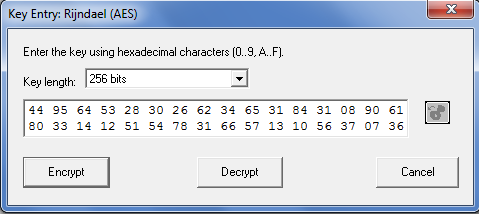 Key Entry: Rijndael (AES)
Enter the key using hexadecimal characters (0..9, A..F).
Key length: 256 bits
44 95 64 53 28 30 26 62 34 65 31 84 31 08 90 61
80 33 14 12 51 54 78 31 66 57 13 10 56 37 07 36
Encrypt Decrypt Cancel